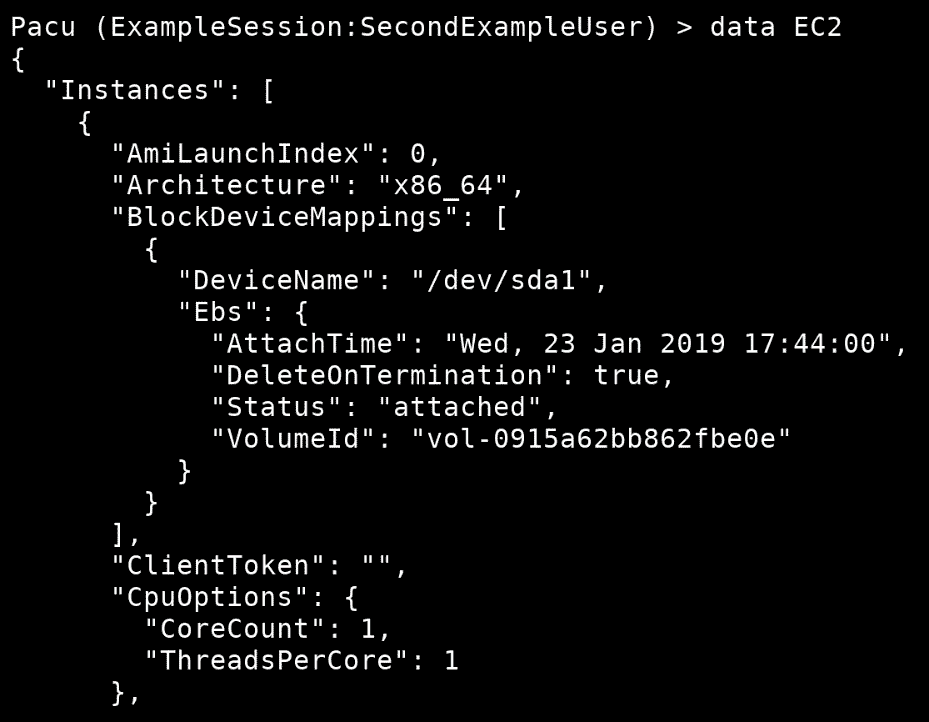 Pacu (ExampleSession:SecondExampleUser) > data EC2
{
  "Instances": [
    {
      "AmiLaunchIndex": 0,
      "Architecture": "x86_64",
      "BlockDeviceMappings": [
        {
          "DeviceName": "/dev/sda1",
          "Ebs": {
            "AttachTime": "Wed, 23 Jan 2019 17:44:00",
            "DeleteOnTermination": true,
            "Status": "attached",
            "VolumeId": "vol-0915a62bb862fbe0e"
          }
        }
      ],
      "ClientToken": "",
      "CpuOptions": {
        "CoreCount": 1,
        "ThreadsPerCore": 1
      },